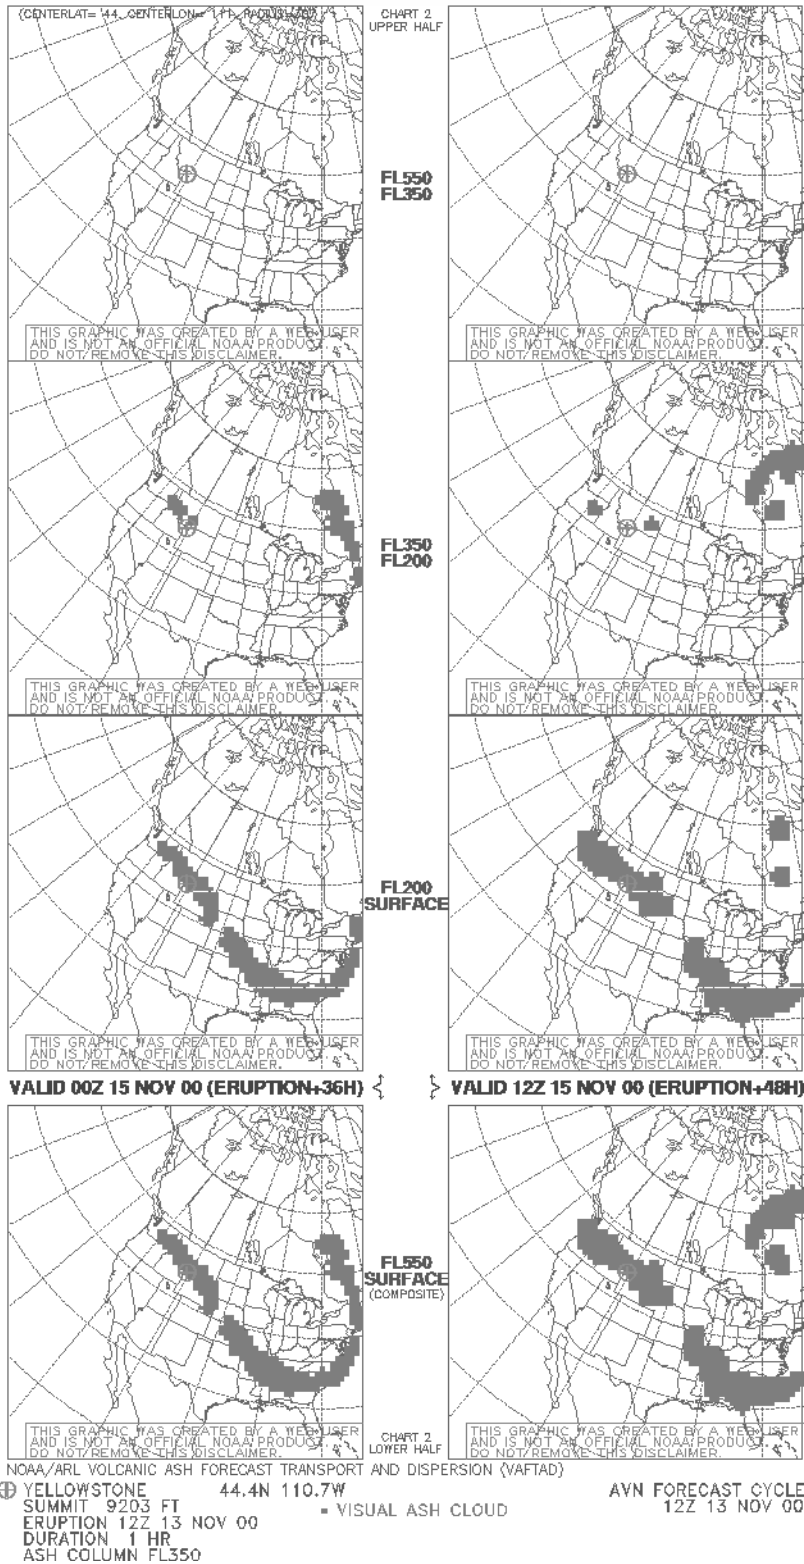 (CENTERLAT= 44, CENTERLON=
CHART 2
UPPER HALF
FL550
FL350
THIS GRAPHIC WAS CREATED BY A WEB USER
AND IS NOT AN OFFICIAL NOAA PRODUCT
DO NOT REMOVE THIS DISCLAIMER.
THIS GRAPHIC WAS CREATED BY A WEB USER
AND IS NOT AN OFFICIAL NOAA PRODUCT
DO NOT REMOVE THIS DISCLAIMER.
FL350
FL200
THIS GRAPHIC WAS CREATED BY A WEB USER
AND IS NOT AN OFFICIAL NOAA PRODUCT
DO NOT REMOVE THIS DISCLAIMER.
THIS GRAPHIC WAS CREATED BY A WEB USER
AND IS NOT AN OFFICIAL NOAA PRODUCT
DO NOT REMOVE THIS DISCLAIMER.
FL200
SURFACE
THIS GRAPHIC WAS CREATED BY A WEB USER
AND IS NOT AN OFFICIAL NOAA PRODUCT
DO NOT REMOVE THIS DISCLAIMER.
THIS GRAPHIC WAS CREATED BY A WEB USER
AND IS NOT AN OFFICIAL NOAA PRODUCT
DO NOT REMOVE THIS DISCLAIMER.
VALID 00Z 15 NOV 00 (ERUPTION+36H)
VALID 12Z 15 NOV 00 (ERUPTION+48H)
FL550
SURFACE
(COMPOSITE)
THIS GRAPHIC WAS CREATED BY A WEB USER
AND IS NOT AN OFFICIAL NOAA PRODUCT
DO NOT REMOVE THIS DISCLAIMER.
CHART 2
LOWER HALF
THIS GRAPHIC WAS CREATED BY A WEB USER
AND IS NOT AN OFFICIAL NOAA PRODUCT
DO NOT REMOVE THIS DISCLAIMER.
NOAA/ARL VOLCANIC ASH FORECAST TRANSPORT AND DISPERSION (VAFTAD)
YELLOWSTONE 44.4N 110.7W
SUMMIT 9203 FT
ERUPTION 12Z 13 NOV 00
DURATION 1 HR
ASH COLUMN FL350
VISUAL ASH CLOUD
AVN FORECAST CYCLE
12Z 13 NOV 00